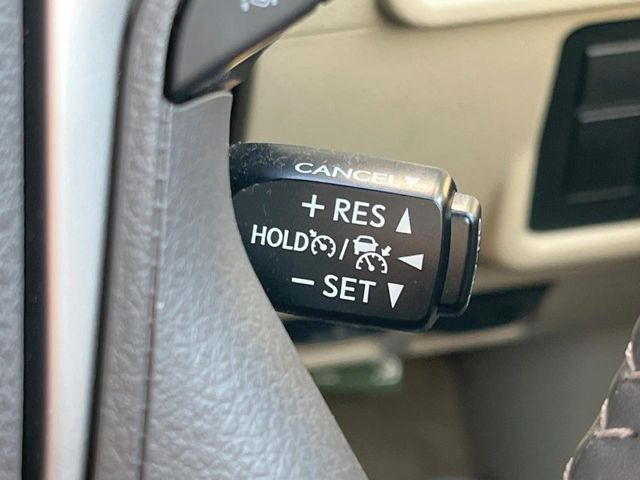 CANCEL▼
+ RES ▲
HOLD / ◀
− SET ▼